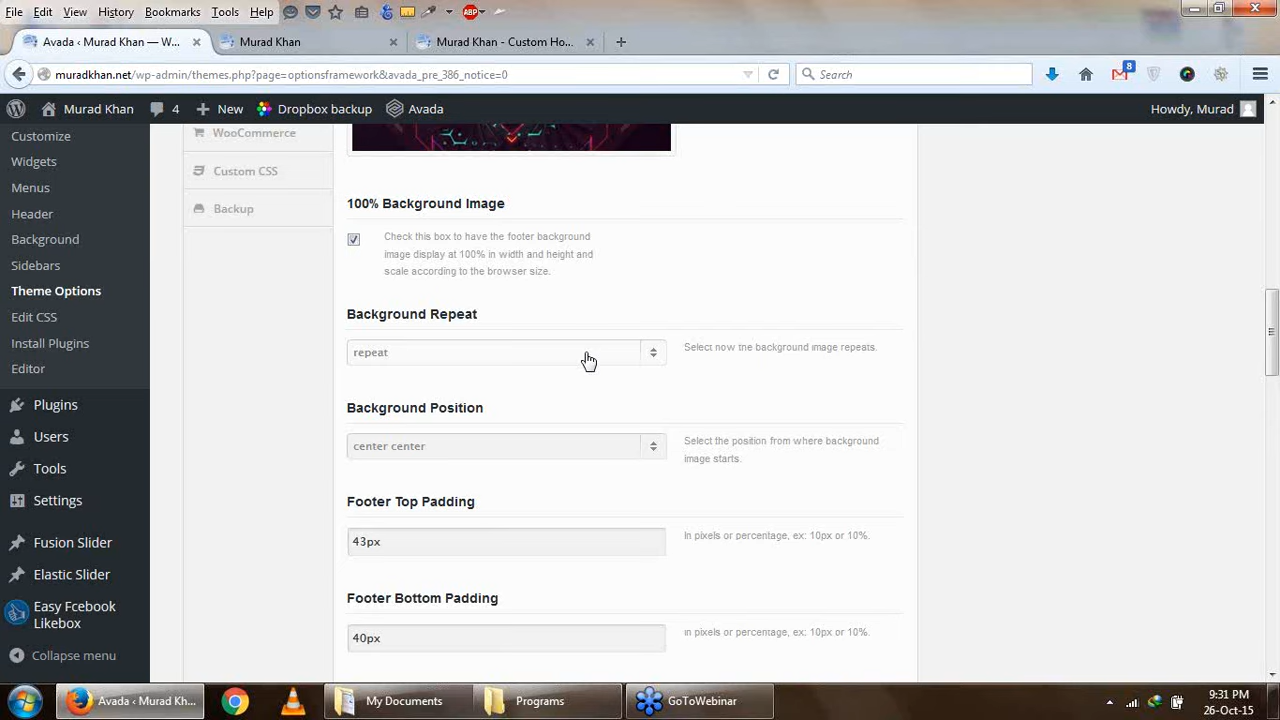 File Edit View History Bookmarks Tools Help ABP
Avada ‹ Murad Khan — W... × Murad Khan × Murad Khan - Custom Ho... × +
muradkhan.net/wp-admin/themes.php?page=optionsframework&avada_pre_386_notice=0 Search 8
Murad Khan 4 New Dropbox backup Avada Howdy, Murad
Customize
Widgets
Menus
Header
Background
Sidebars
Theme Options
Edit CSS
Install Plugins
Editor
Plugins
Users
Tools
Settings
Fusion Slider
Elastic Slider
Easy Fcebook
Likebox
Collapse menu
WooCommerce
Custom CSS
Backup
100% Background Image
Check this box to have the footer background
image display at 100% in width and height and
scale according to the browser size.
Background Repeat
repeat
Select how the background image repeats.
Background Position
center center
Select the position from where background
image starts.
Footer Top Padding
43px
In pixels or percentage, ex: 10px or 10%.
Footer Bottom Padding
40px
In pixels or percentage, ex: 10px or 10%.
Avada ‹ Murad Kh... My Documents Programs GoToWebinar
9:31 PM
26-Oct-15